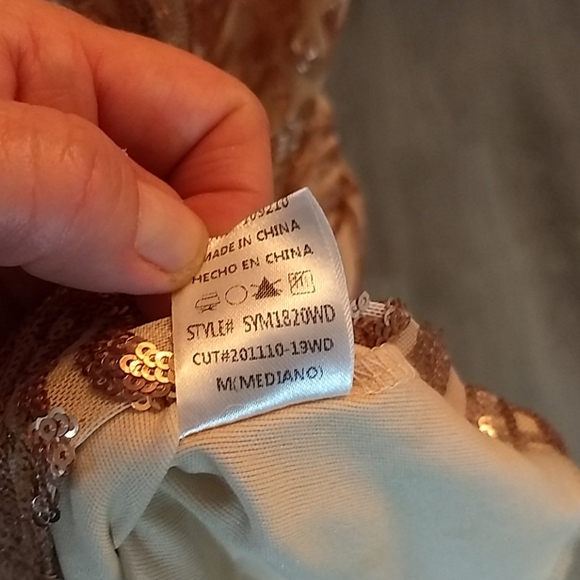 MADE IN CHINA
HECHO EN CHINA
STYLE# SYM1820WD
CUT#201110-19WD
M(MEDIANO)